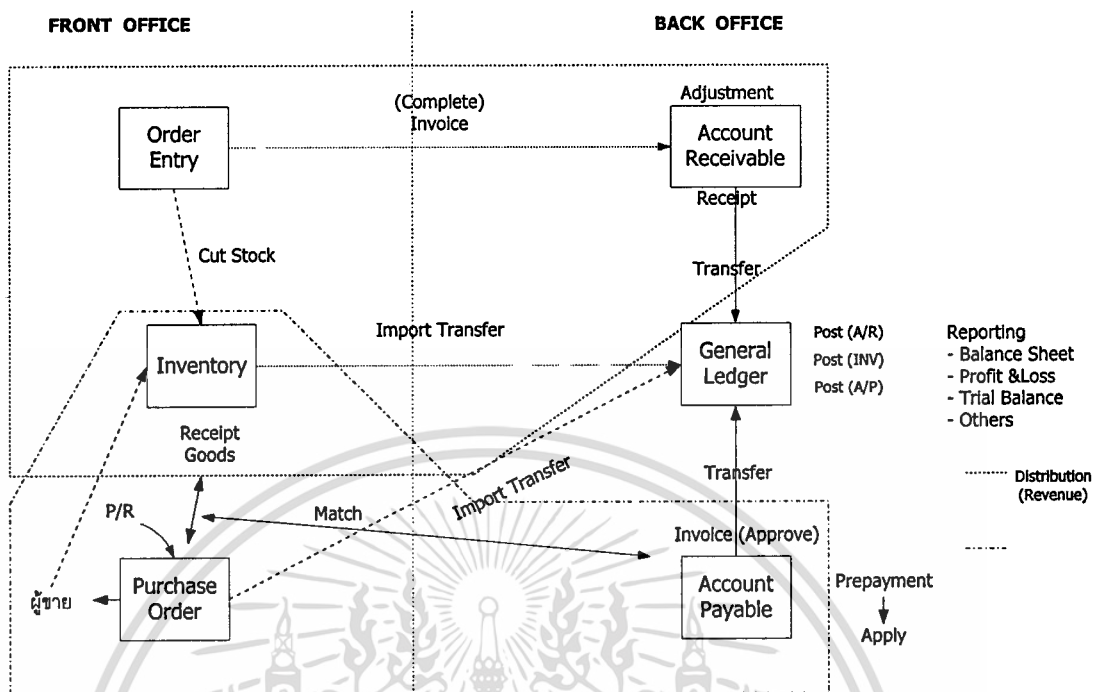 FRONT OFFICE
BACK OFFICE
(Complete)
Invoice
Adjustment
Order
Entry
Account
Receivable
Receipt
Cut Stock
Transfer
Import Transfer
Inventory
General
Ledger
Post (A/R)
Post (INV)
Post (A/P)
Reporting
- Balance Sheet
- Profit &Loss
- Trial Balance
- Others
Receipt
Goods
Import Transfer
Transfer
Distribution
(Revenue)
P/R
Match
Invoice (Approve)
ผู้ขาย
Purchase
Order
Account
Payable
Prepayment
Apply